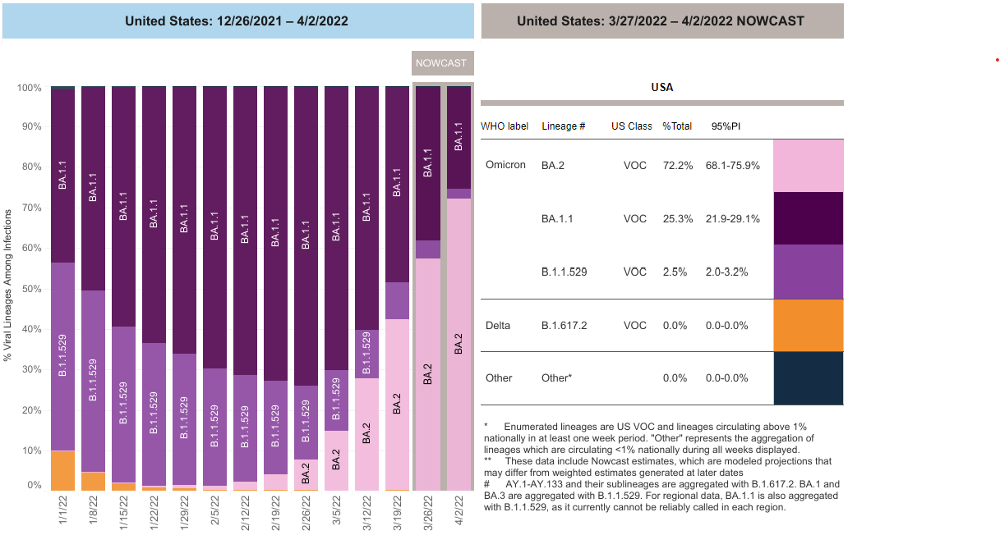 United States: 12/26/2021 – 4/2/2022
United States: 3/27/2022 – 4/2/2022 NOWCAST
NOWCAST
% Viral Lineages Among Infections
100%
90%
80%
70%
60%
50%
40%
30%
20%
10%
0%
BA.1.1
B.1.1.529
BA.1.1
B.1.1.529
BA.1.1
B.1.1.529
BA.1.1
B.1.1.529
BA.1.1
B.1.1.529
BA.1.1
B.1.1.529
BA.1.1
B.1.1.529
BA.1.1
B.1.1.529
BA.1.1
B.1.1.529
BA.2
BA.1.1
B.1.1.529
BA.2
BA.1.1
B.1.1.529
BA.2
BA.1.1
BA.2
BA.1.1
BA.2
BA.1.1
BA.2
1/1/22
1/8/22
1/15/22
1/22/22
1/29/22
2/5/22
2/12/22
2/19/22
2/26/22
3/5/22
3/12/22
3/19/22
3/26/22
4/2/22
USA
WHO label Lineage # US Class %Total 95%PI
Omicron BA.2 VOC 72.2% 68.1-75.9%
BA.1.1 VOC 25.3% 21.9-29.1%
B.1.1.529 VOC 2.5% 2.0-3.2%
Delta B.1.617.2 VOC 0.0% 0.0-0.0%
Other Other* 0.0% 0.0-0.0%
* Enumerated lineages are US VOC and lineages circulating above 1%
nationally in at least one week period. "Other" represents the aggregation of
lineages which are circulating <1% nationally during all weeks displayed.
** These data include Nowcast estimates, which are modeled projections that
may differ from weighted estimates generated at later dates
# AY.1-AY.133 and their sublineages are aggregated with B.1.617.2. BA.1 and
BA.3 are aggregated with B.1.1.529. For regional data, BA.1.1 is also aggregated
with B.1.1.529, as it currently cannot be reliably called in each region.